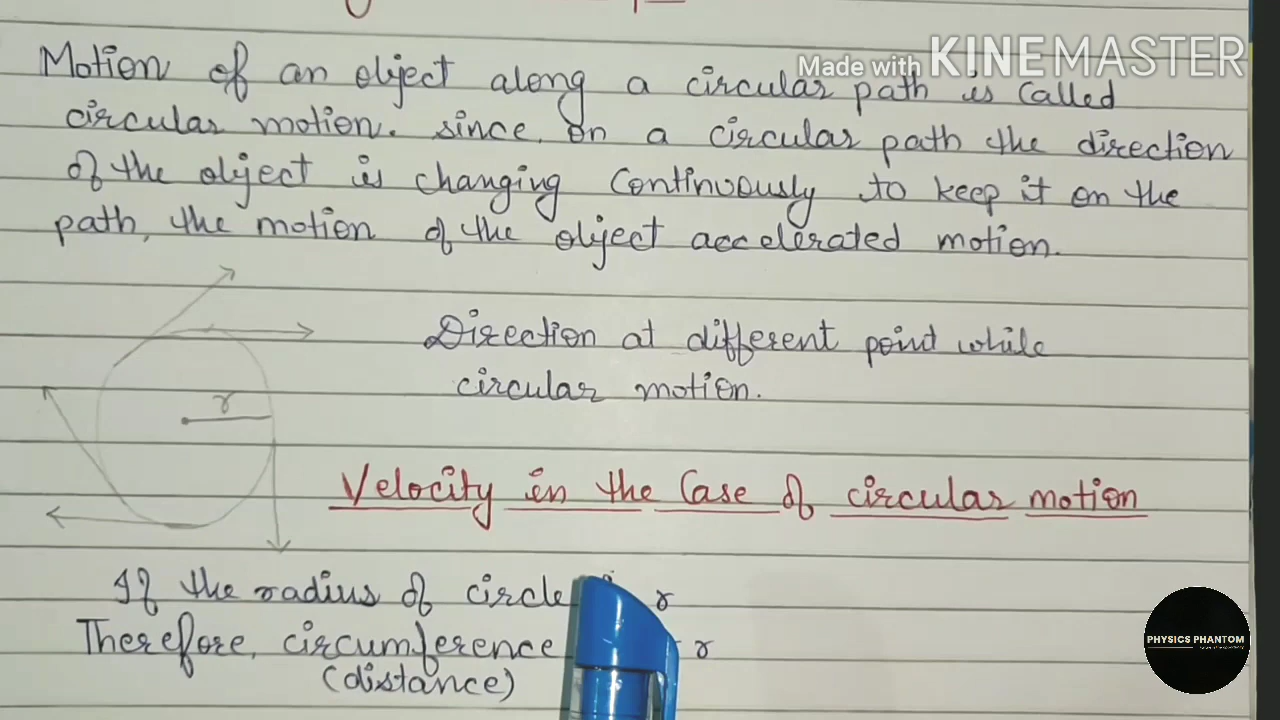 Made with KINEMASTER
Motion of an object along a circular path is called
circular motion. since, on a circular path the direction
of the object is changing continuously to keep it on the
path, the motion of the object accelerated motion.
Direction at different point while
circular motion.
r
Velocity in the Case of circular motion
If the radius of circle r
Therefore, circumference r
(distance)
PHYSICS PHANTOM